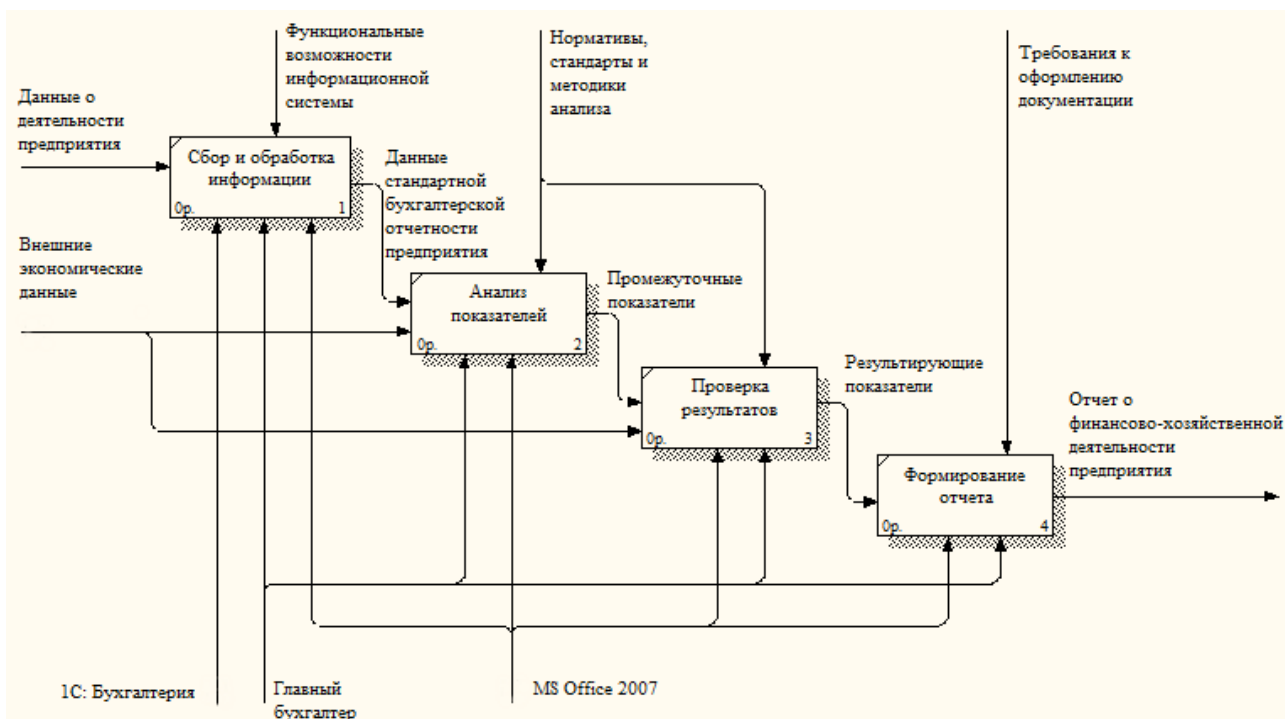 Функциональные
возможности
информационной
системы
Нормативы,
стандарты и
методики
анализа
Требования к
оформлению
документации
Данные о
деятельности
предприятия
Сбор и обработка
информации
0р. 1
Данные
стандартной
бухгалтерской
отчетности
предприятия
Внешние
экономические
данные
Анализ
показателей
0р. 2
Промежуточные
показатели
Проверка
результатов
0р. 3
Результирующие
показатели
Формирование
отчета
0р. 4
Отчет о
финансово-хозяйственной
деятельности
предприятия
1С: Бухгалтерия
Главный
бухгалтер
MS Office 2007